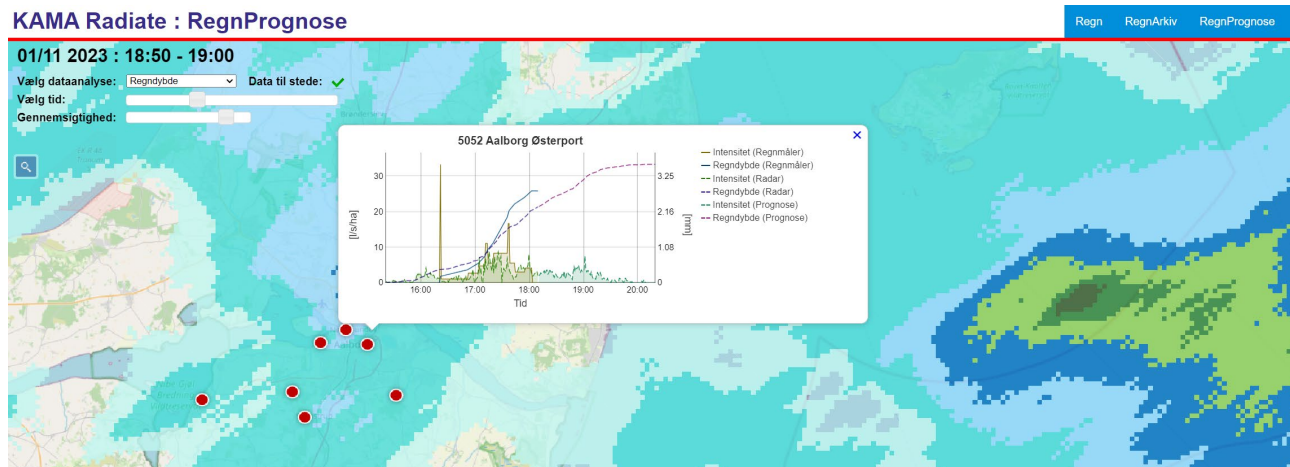 KAMA Radiate : RegnPrognose
Regn RegnArkiv RegnPrognose
01/11 2023 : 18:50 - 19:00
Vælg dataanalyse: Regndybde Data til stede:
Vælg tid:
Gennemsigtighed:
5052 Aalborg Østerport
Intensitet (Regnmåler)
Regndybde (Regnmåler)
Intensitet (Radar)
Regndybde (Radar)
Intensitet (Prognose)
Regndybde (Prognose)
30 3.25
20 2.16
10 1.08
0 0
[l/s/ha]
[mm]
16:00 17:00 18:00 19:00 20:00
Tid